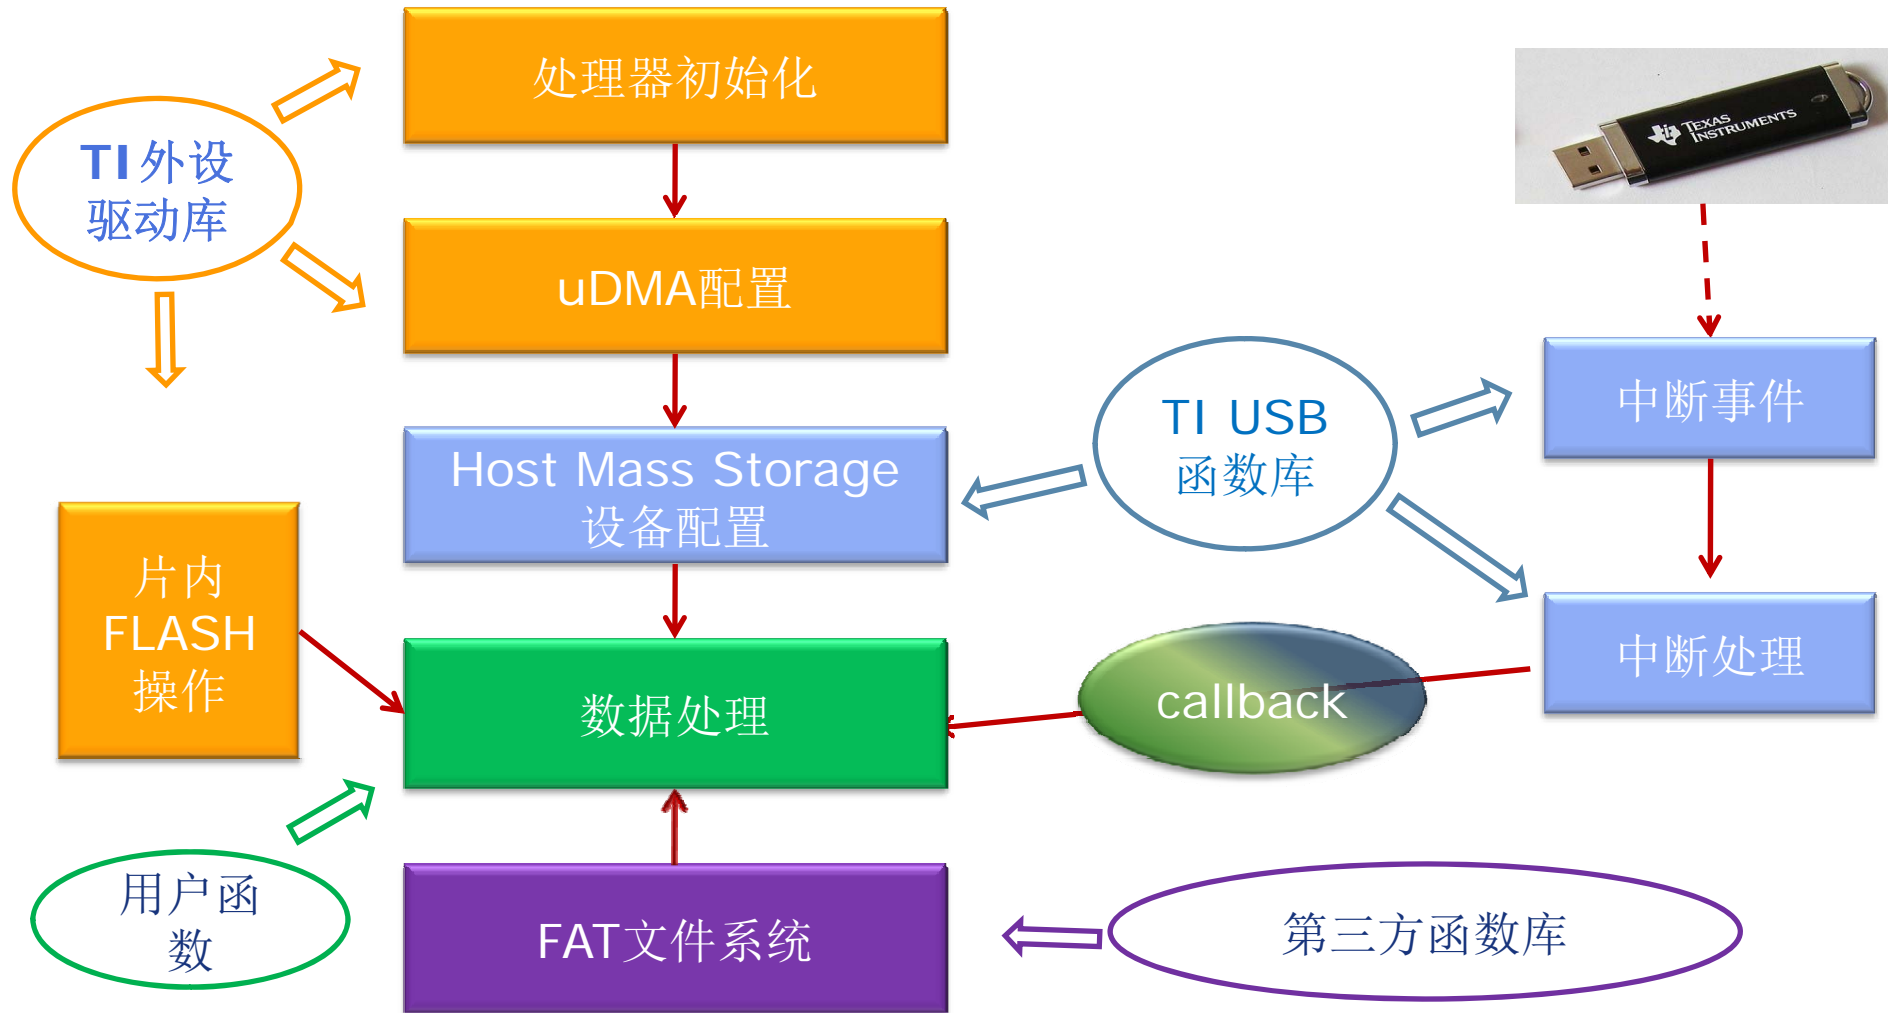 处理器初始化
TEXAS
INSTRUMENTS
TI外设
驱动库
uDMA配置
TI USB
函数库
中断事件
Host Mass Storage
设备配置
片内
FLASH
操作
中断处理
callback
数据处理
用户函
数
FAT文件系统
第三方函数库